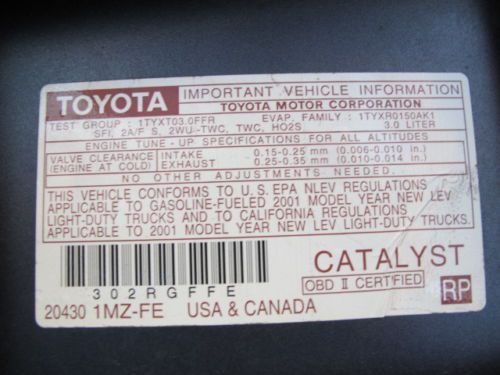 TOYOTA IMPORTANT VEHICLE INFORMATION
TOYOTA MOTOR CORPORATION
TEST GROUP : 1TYXT03.0FFR EVAP. FAMILY : 1TYXR0150AK1
SFI, 2A/F S, 2WU-TWC, TWC, HO2S 3.0 LITER
ENGINE TUNE-UP SPECIFICATIONS FOR ALL ALTITUDES
VALVE CLEARANCE INTAKE 0.15-0.25 mm (0.006-0.010 in.)
(ENGINE AT COLD) EXHAUST 0.25-0.35 mm (0.010-0.014 in.)
NO OTHER ADJUSTMENTS NEEDED.
THIS VEHICLE CONFORMS TO U.S. EPA NLEV REGULATIONS
APPLICABLE TO GASOLINE-FUELED 2001 MODEL YEAR NEW LEV
LIGHT-DUTY TRUCKS AND TO CALIFORNIA REGULATIONS
APPLICABLE TO 2001 MODEL YEAR NEW LEV LIGHT-DUTY TRUCKS.
CATALYST
OBD II CERTIFIED
302RGFFE
RP
20430 1MZ-FE USA & CANADA